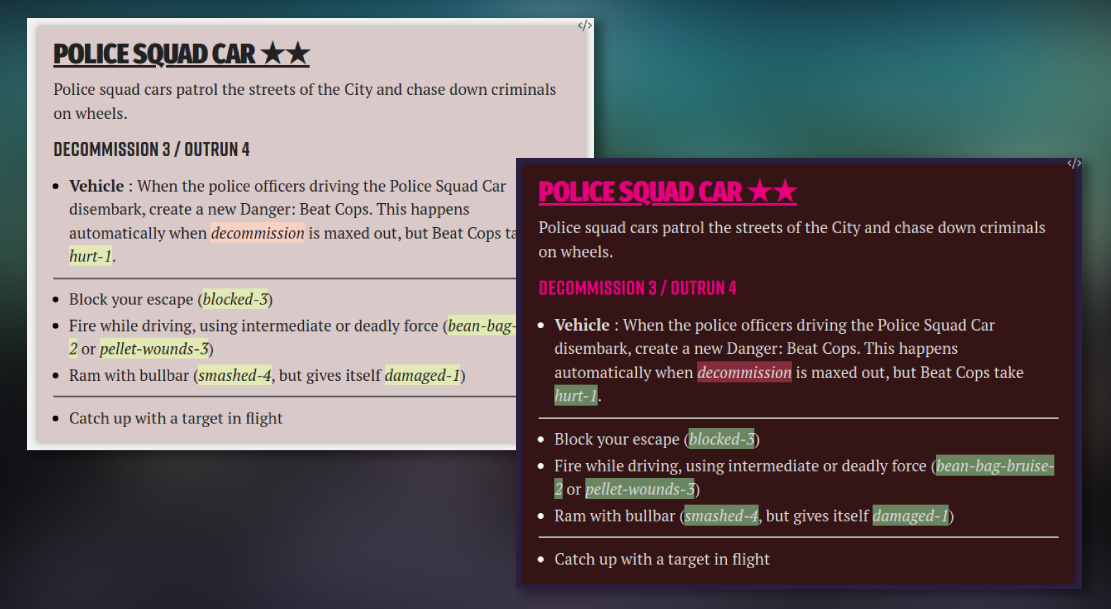 </>
POLICE SQUAD CAR ★★
Police squad cars patrol the streets of the City and chase down criminals
on wheels.
DECOMMISSION 3 / OUTRUN 4
• Vehicle : When the police officers driving the Police Squad Car
disembark, create a new Danger: Beat Cops. This happens
automatically when decommission is maxed out, but Beat Cops ta
hurt-1.
• Block your escape (blocked-3)
• Fire while driving, using intermediate or deadly force (bean-bag-
2 or pellet-wounds-3)
• Ram with bullbar (smashed-4, but gives itself damaged-1)
• Catch up with a target in flight
</>
POLICE SQUAD CAR ★★
Police squad cars patrol the streets of the City and chase down criminals
on wheels.
DECOMMISSION 3 / OUTRUN 4
• Vehicle : When the police officers driving the Police Squad Car
disembark, create a new Danger: Beat Cops. This happens
automatically when decommission is maxed out, but Beat Cops take
hurt-1.
• Block your escape (blocked-3)
• Fire while driving, using intermediate or deadly force (bean-bag-bruise-
2 or pellet-wounds-3)
• Ram with bullbar (smashed-4, but gives itself damaged-1)
• Catch up with a target in flight